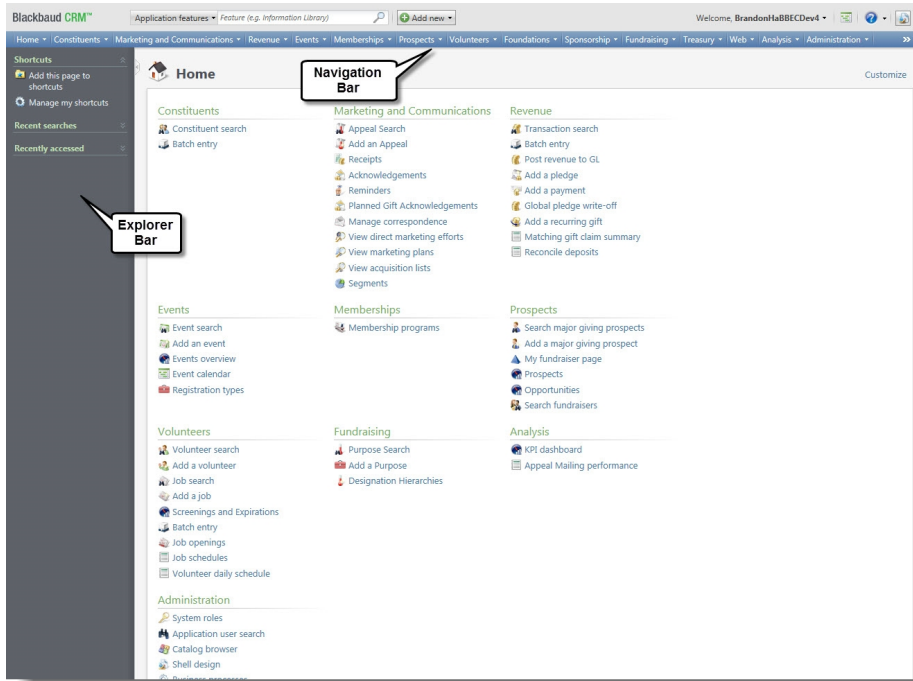 Blackbaud CRM™
Application features
Feature (e.g. Information Library)
Add new
Welcome, BrandonHaBBECDev4
Home Constituents Marketing and Communications Revenue Events Memberships Prospects Volunteers Foundations Sponsorship Fundraising Treasury Web Analysis Administration »
Shortcuts
Add this page to
shortcuts
Manage my shortcuts
Recent searches
Recently accessed
Explorer
Bar
Home
Navigation
Bar
Customize
Constituents
Constituent search
Batch entry
Marketing and Communications
Appeal Search
Add an Appeal
Receipts
Acknowledgements
Reminders
Planned Gift Acknowledgements
Manage correspondence
View direct marketing efforts
View marketing plans
View acquisition lists
Segments
Revenue
Transaction search
Batch entry
Post revenue to GL
Add a pledge
Add a payment
Global pledge write-off
Add a recurring gift
Matching gift claim summary
Reconcile deposits
Events
Event search
Add an event
Events overview
Event calendar
Registration types
Memberships
Membership programs
Prospects
Search major giving prospects
Add a major giving prospect
My fundraiser page
Prospects
Opportunities
Search fundraisers
Volunteers
Volunteer search
Add a volunteer
Job search
Add a job
Screenings and Expirations
Batch entry
Job openings
Job schedules
Volunteer daily schedule
Fundraising
Purpose Search
Add a Purpose
Designation Hierarchies
Analysis
KPI dashboard
Appeal Mailing performance
Administration
System roles
Application user search
Catalog browser
Shell design
Business processes